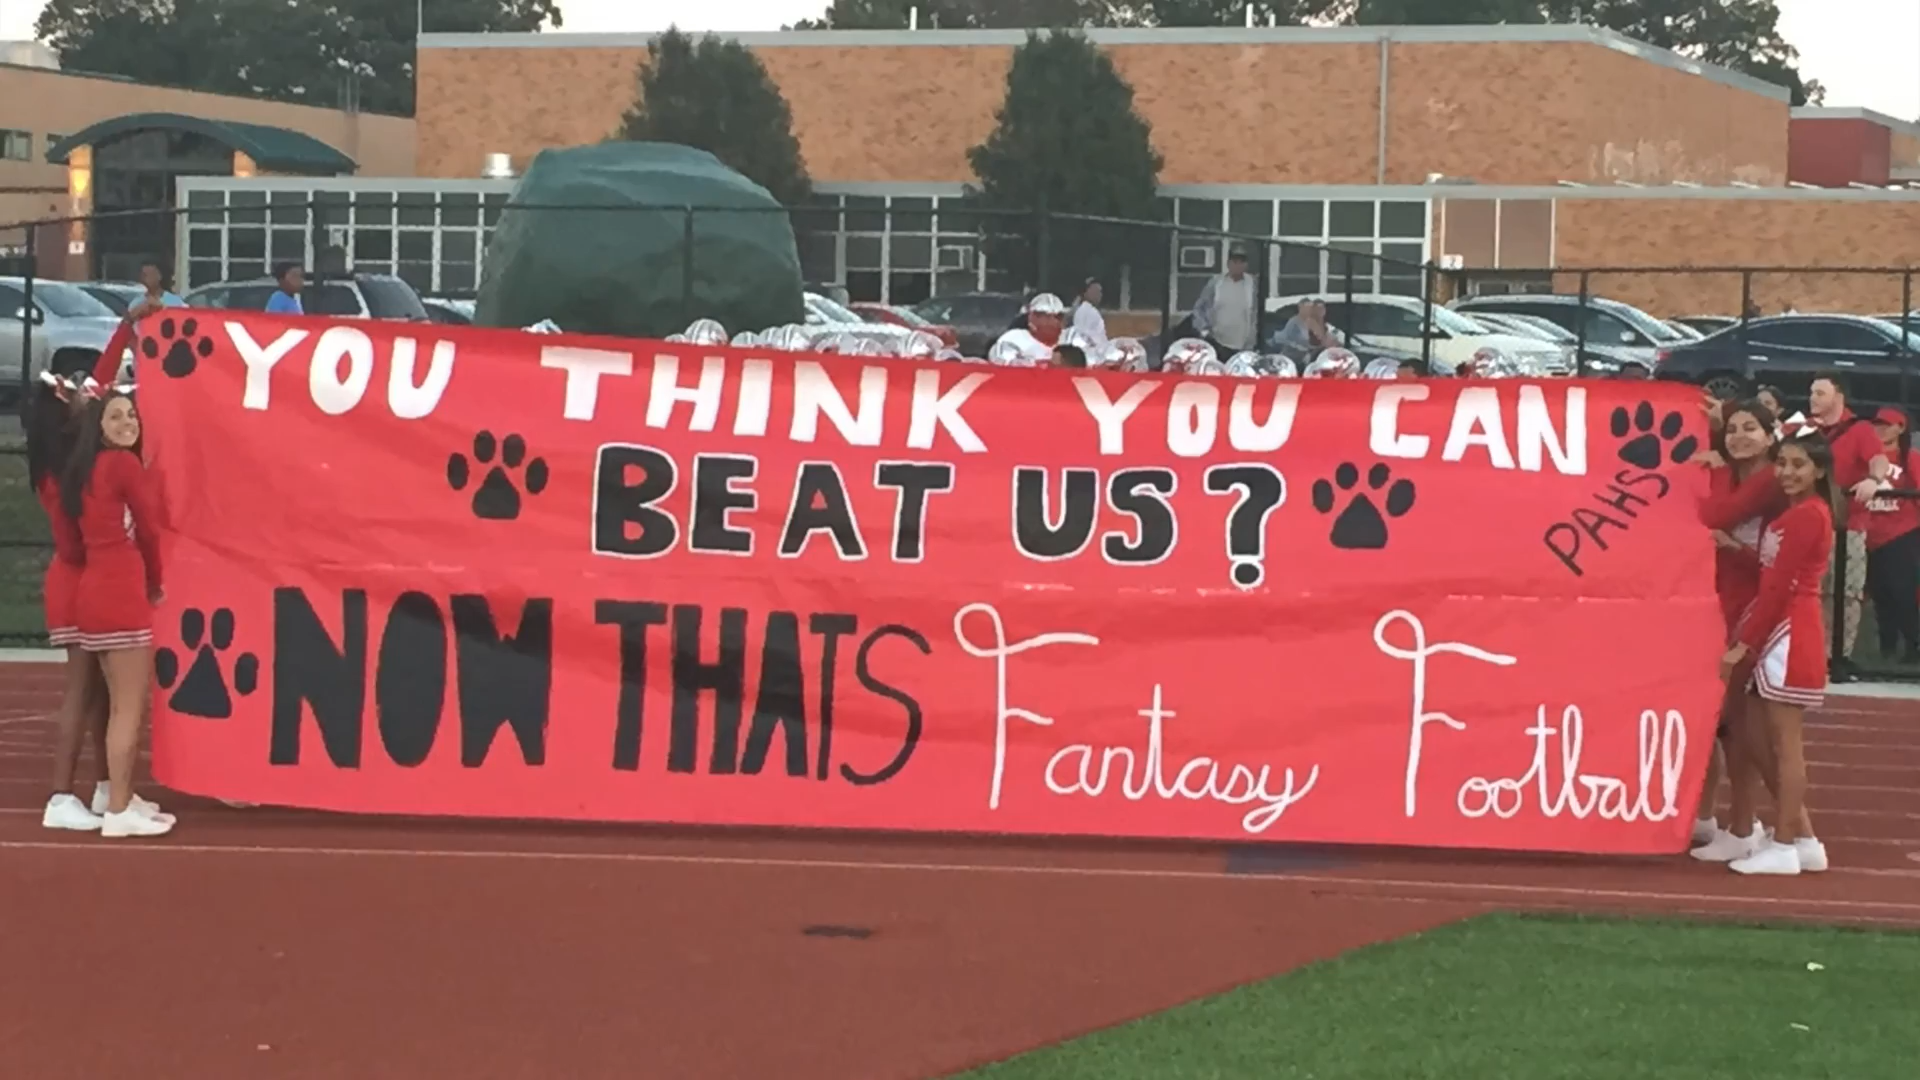 YOU THINK YOU CAN
BEAT US?
PAHS
NOW THATS Fantasy Football